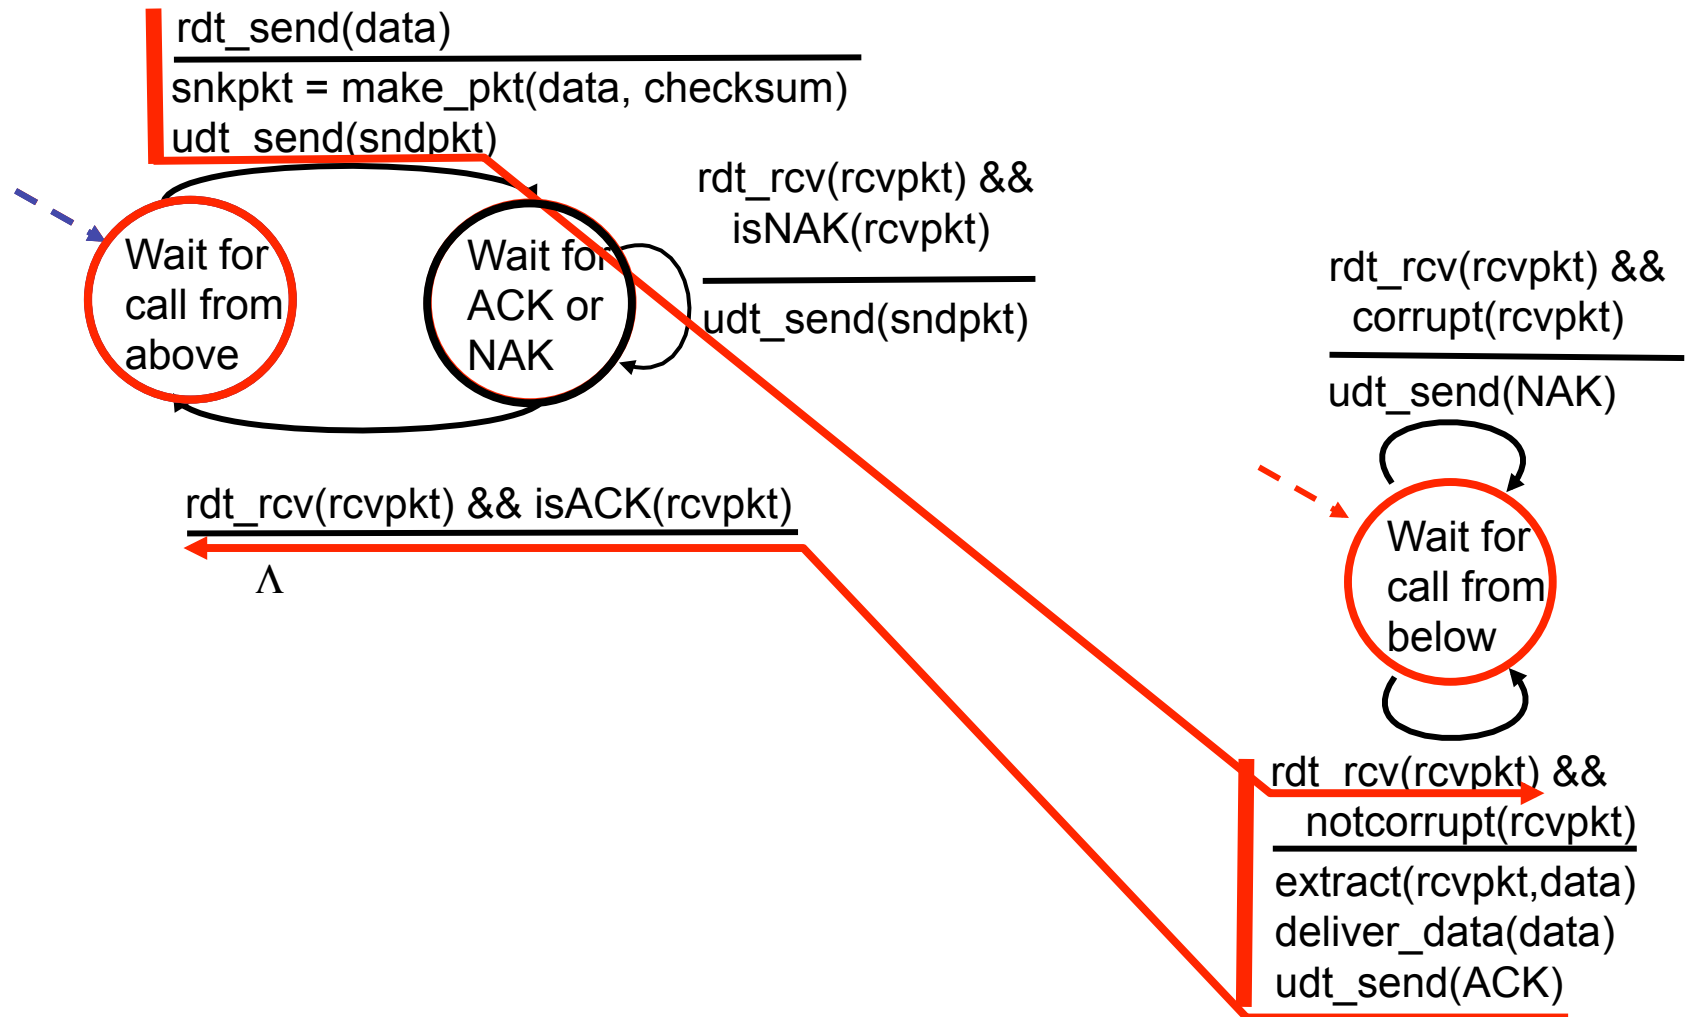 rdt_send(data)
snkpkt = make_pkt(data, checksum)
udt_send(sndpkt)
rdt_rcv(rcvpkt) &&
isNAK(rcvpkt)
udt_send(sndpkt)
Wait for
call from
above
Wait for
ACK or
NAK
rdt_rcv(rcvpkt) && isACK(rcvpkt)
Λ
rdt_rcv(rcvpkt) &&
corrupt(rcvpkt)
udt_send(NAK)
Wait for
call from
below
rdt_rcv(rcvpkt) &&
notcorrupt(rcvpkt)
extract(rcvpkt,data)
deliver_data(data)
udt_send(ACK)